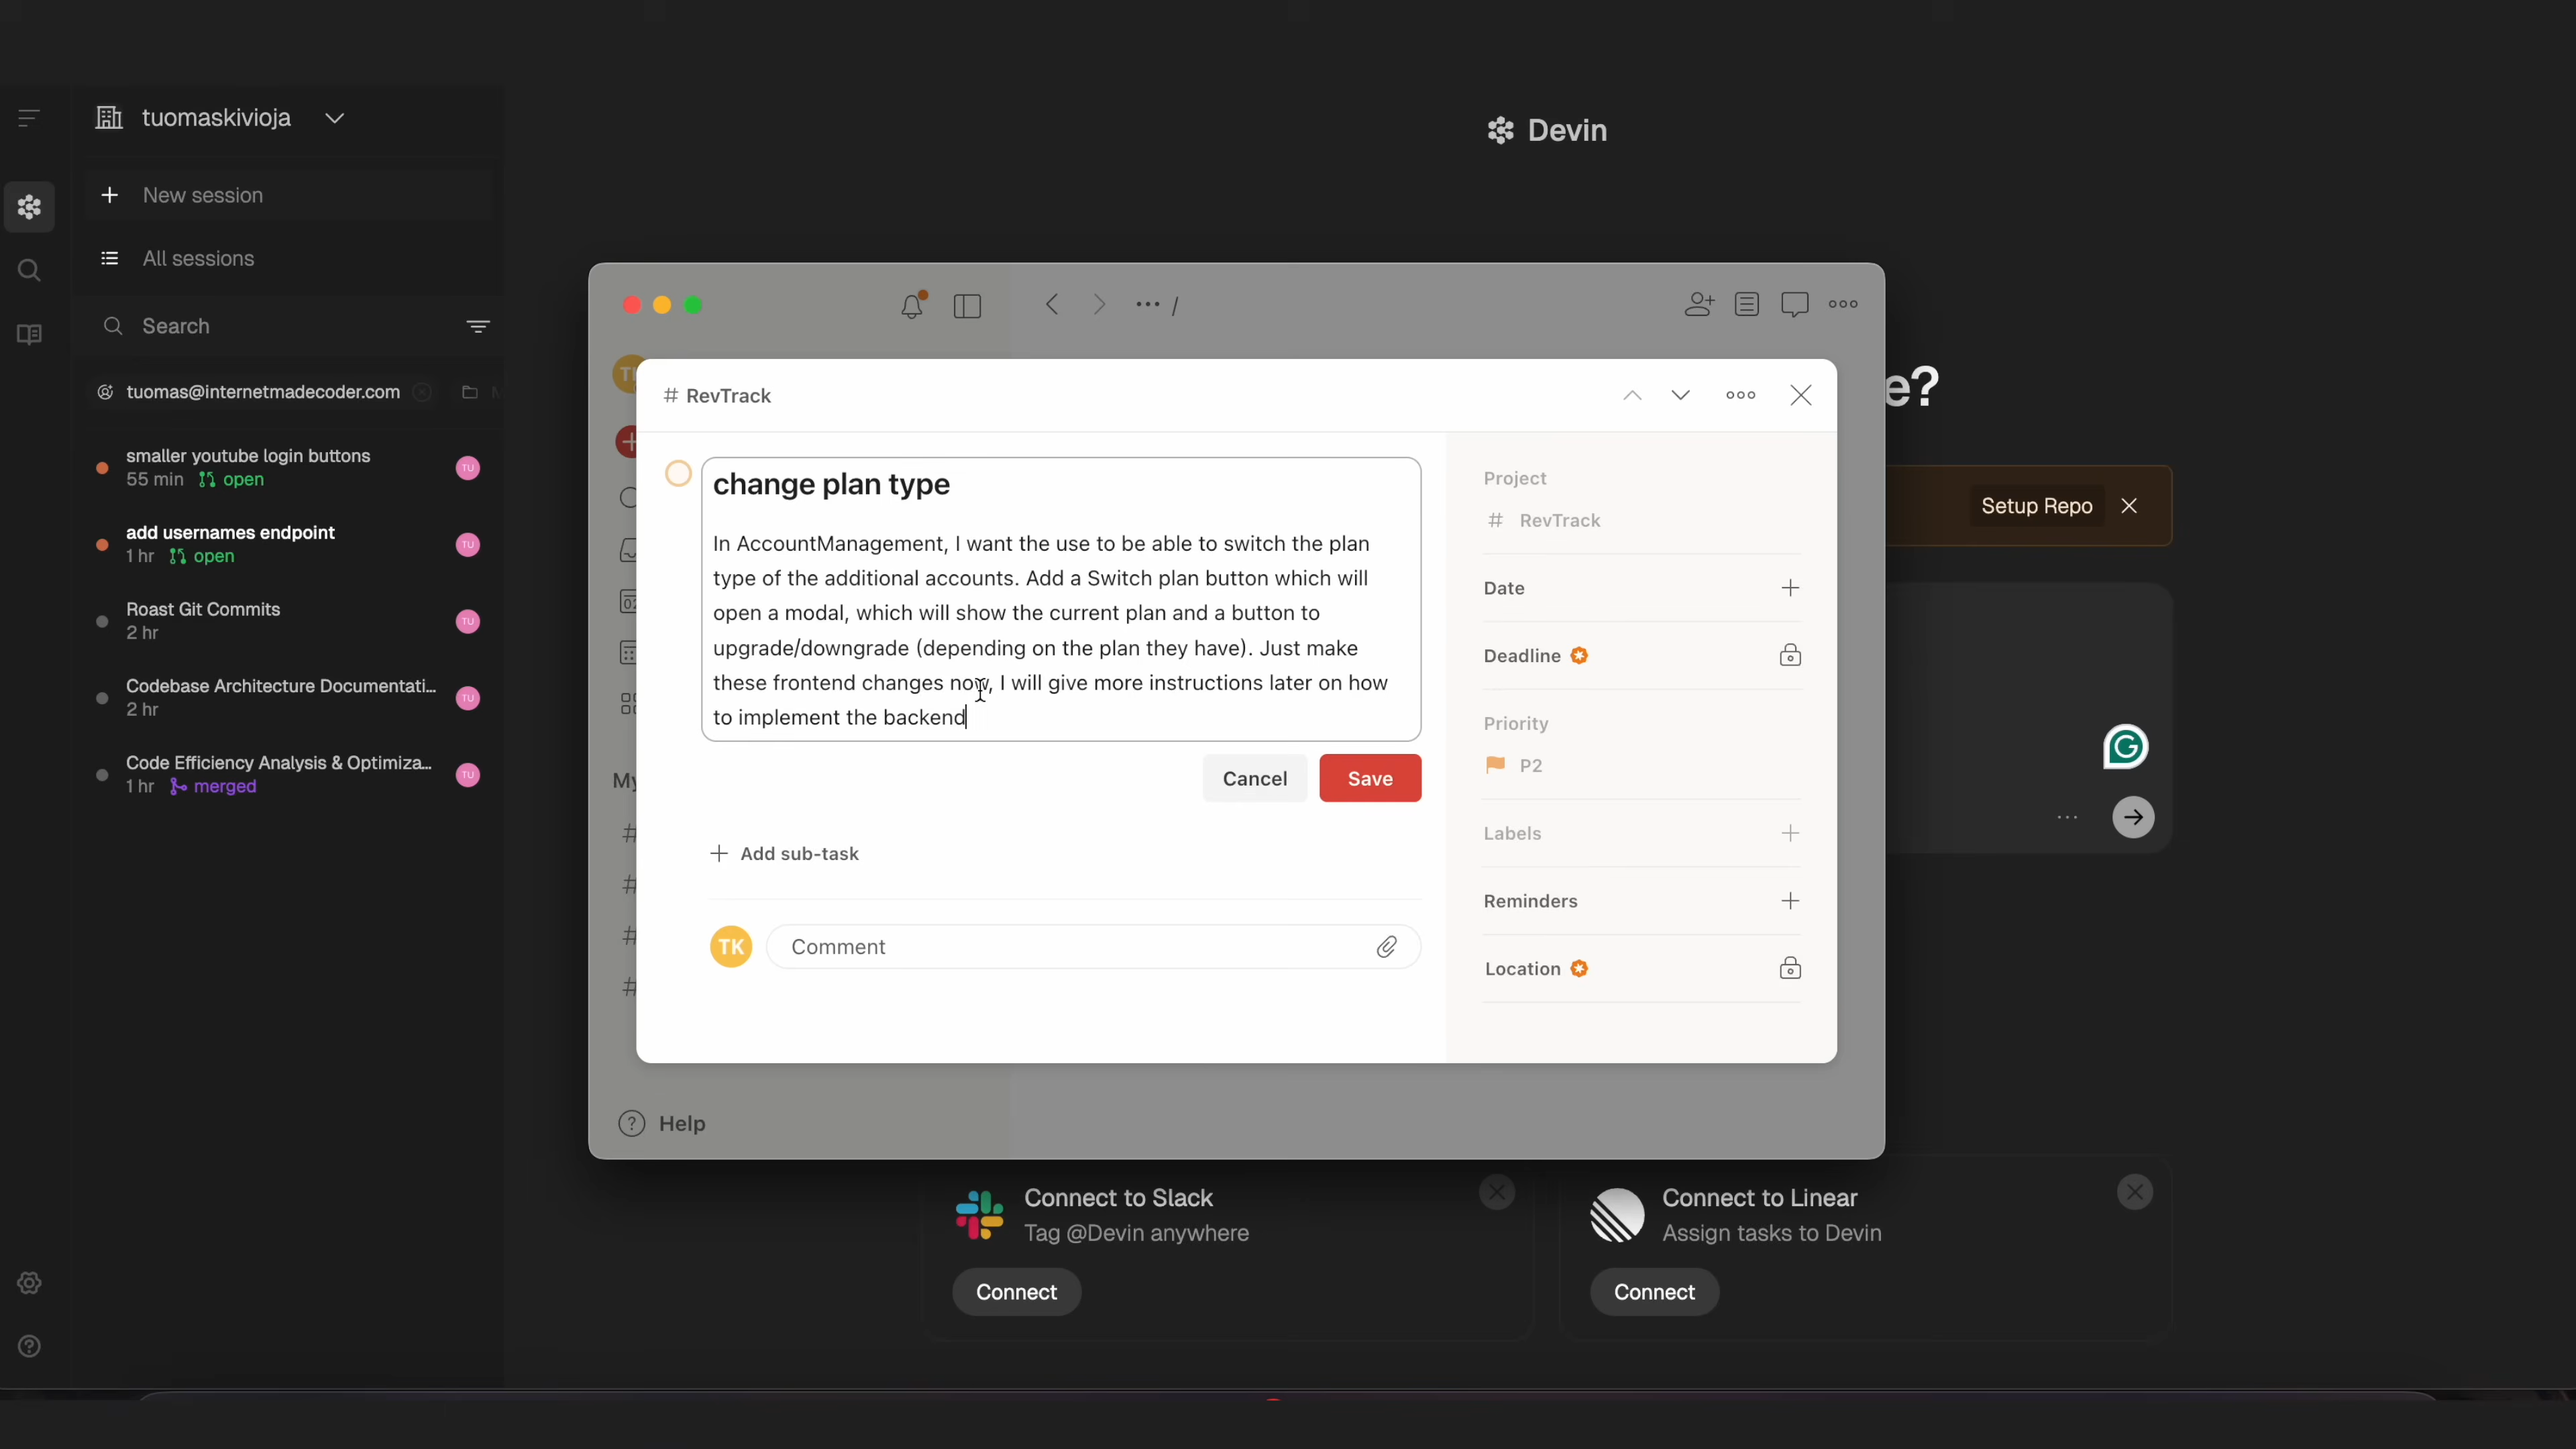 tuomaskivioja
New session
All sessions
Search
tuomas@internetmadecoder.com
smaller youtube login buttons
55 min open
TU
add usernames endpoint
1 hr open
TU
Roast Git Commits
2 hr
TU
Codebase Architecture Documentati...
2 hr
TU
Code Efficiency Analysis & Optimiza...
1 hr merged
TU
Devin
e?
Setup Repo
... /
# RevTrack
change plan type
In AccountManagement, I want the use to be able to switch the plan
type of the additional accounts. Add a Switch plan button which will
open a modal, which will show the current plan and a button to
upgrade/downgrade (depending on the plan they have). Just make
these frontend changes now, I will give more instructions later on how
to implement the backend
Cancel
Save
+ Add sub-task
TK
Comment
Project
# RevTrack
Date
Deadline
Priority
P2
Labels
Reminders
Location
My
#
#
#
#
Help
Connect to Slack
Tag @Devin anywhere
Connect
Connect to Linear
Assign tasks to Devin
Connect